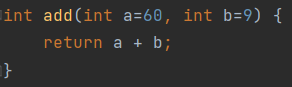 int add(int a=60, int b=9) {
    return a + b;
}